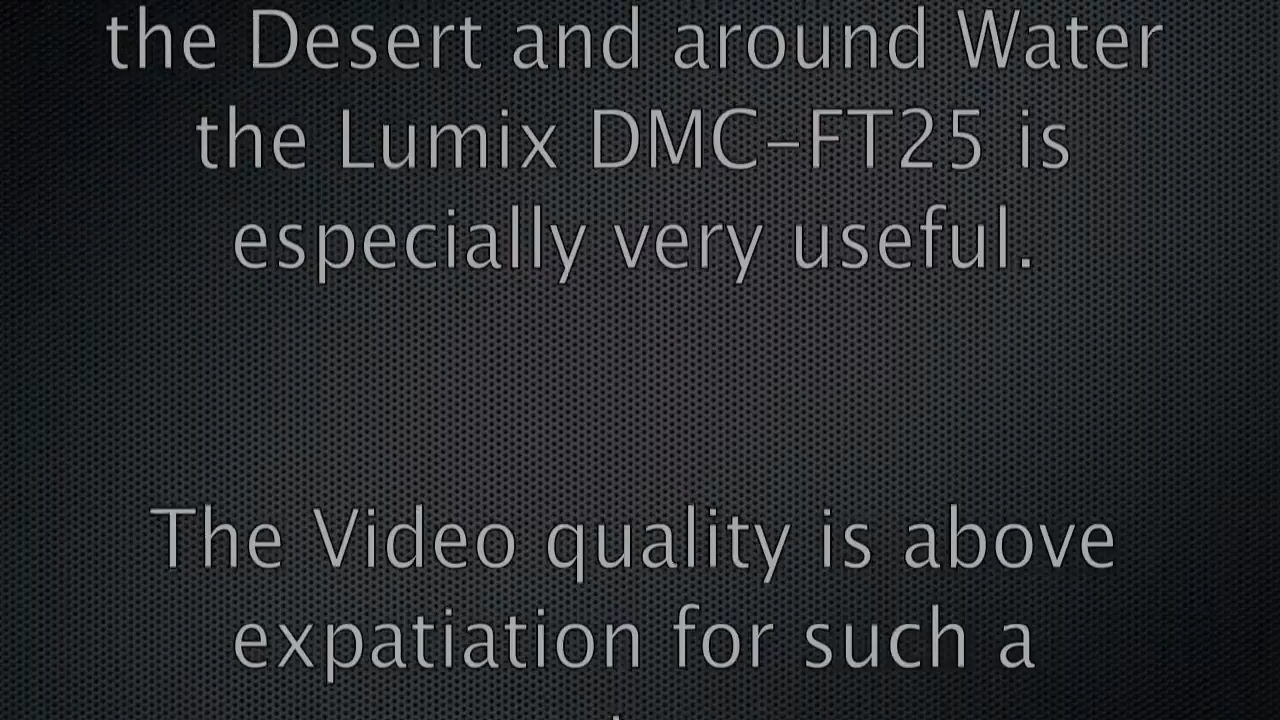 the Desert and around Water
the Lumix DMC-FT25 is
especially very useful.
The Video quality is above
expatiation for such a